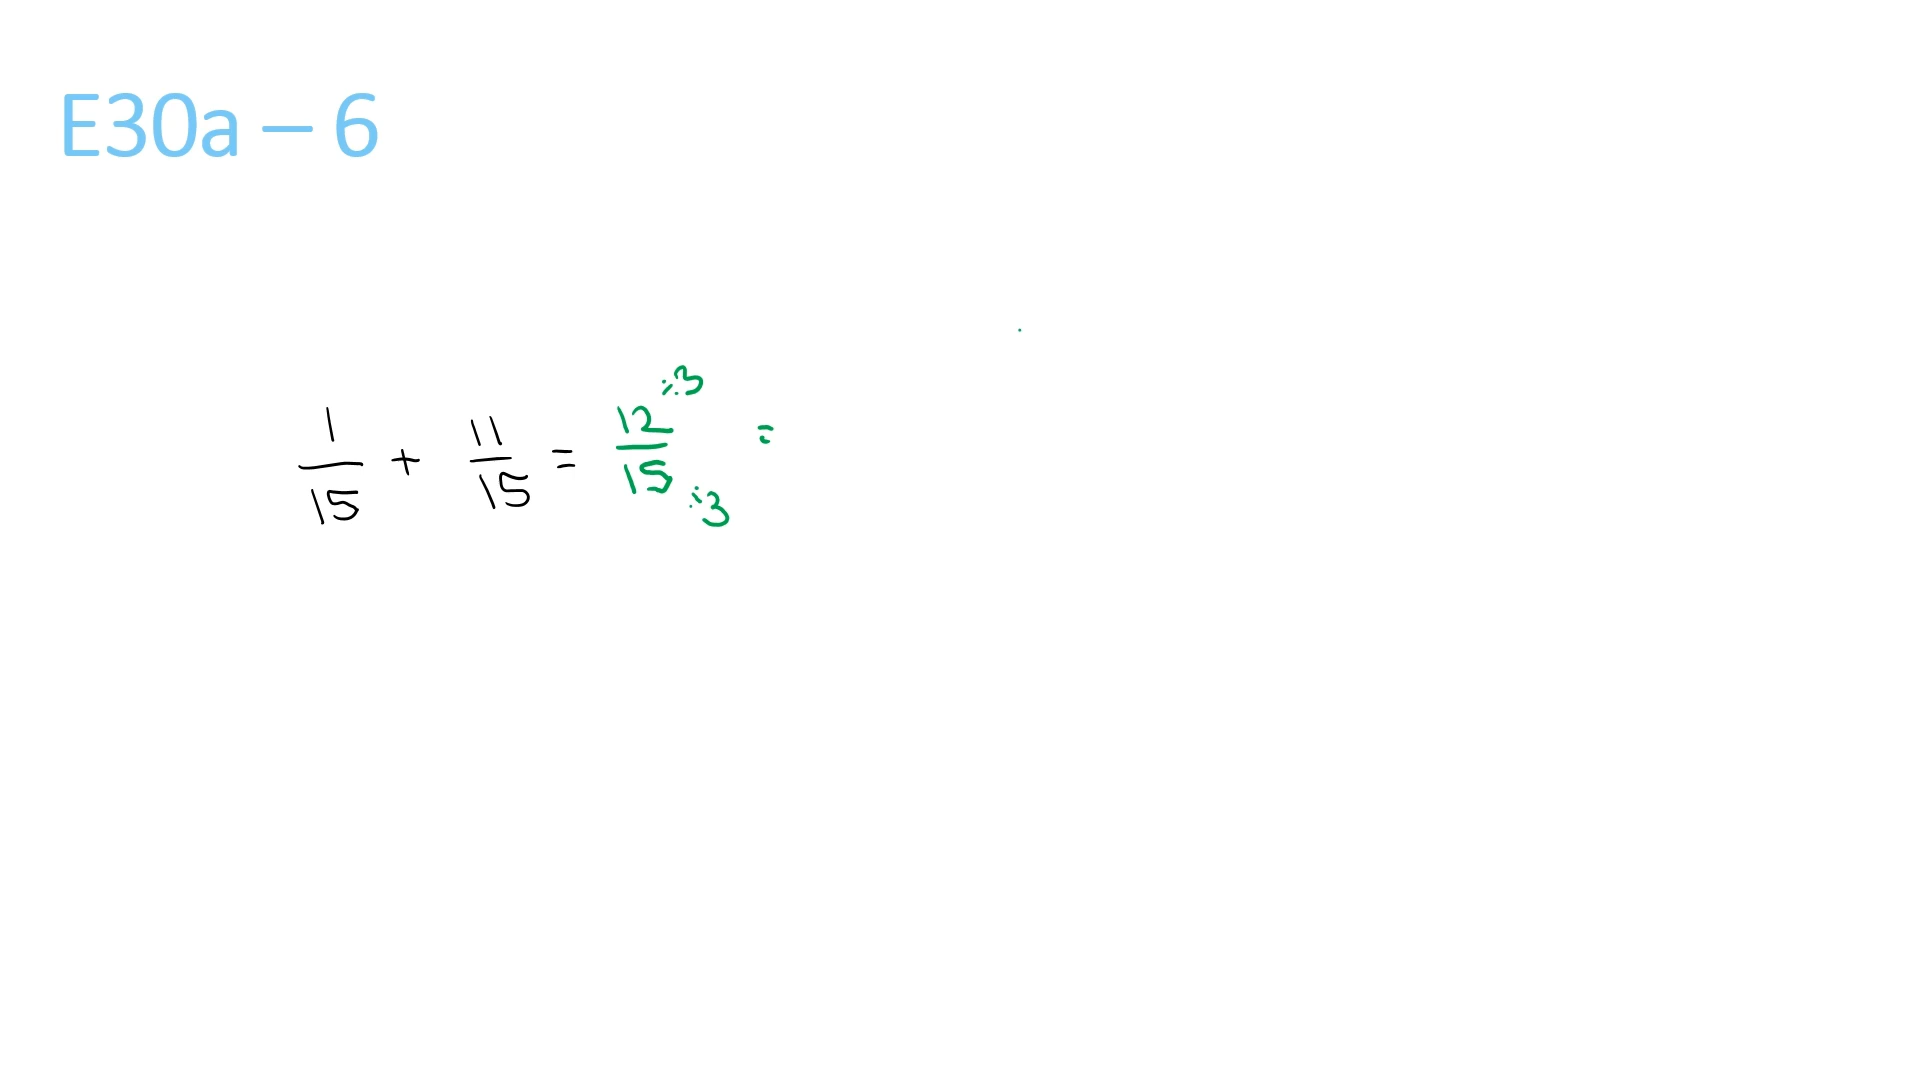 E30a – 6
1/15 + 11/15 = 12÷3/15÷3 =